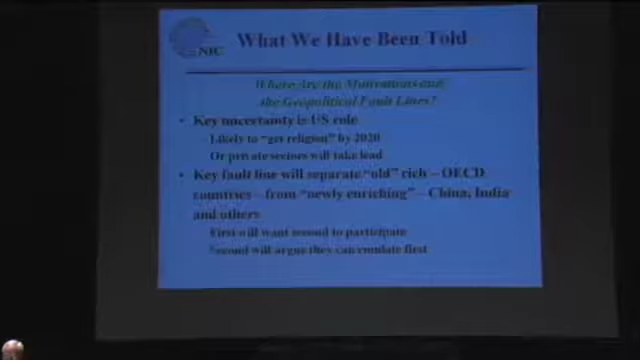 NIC
What We Have Been Told
Where Are the Motivations and
the Geopolitical Fault Lines?
• Key uncertainty is US role
Likely to "get religion" by 2020
Or private sectors will take lead
• Key fault line will separate "old" rich – OECD
countries – from "newly enriching" – China, India
and others
First will want second to participate
Second will argue they can emulate first